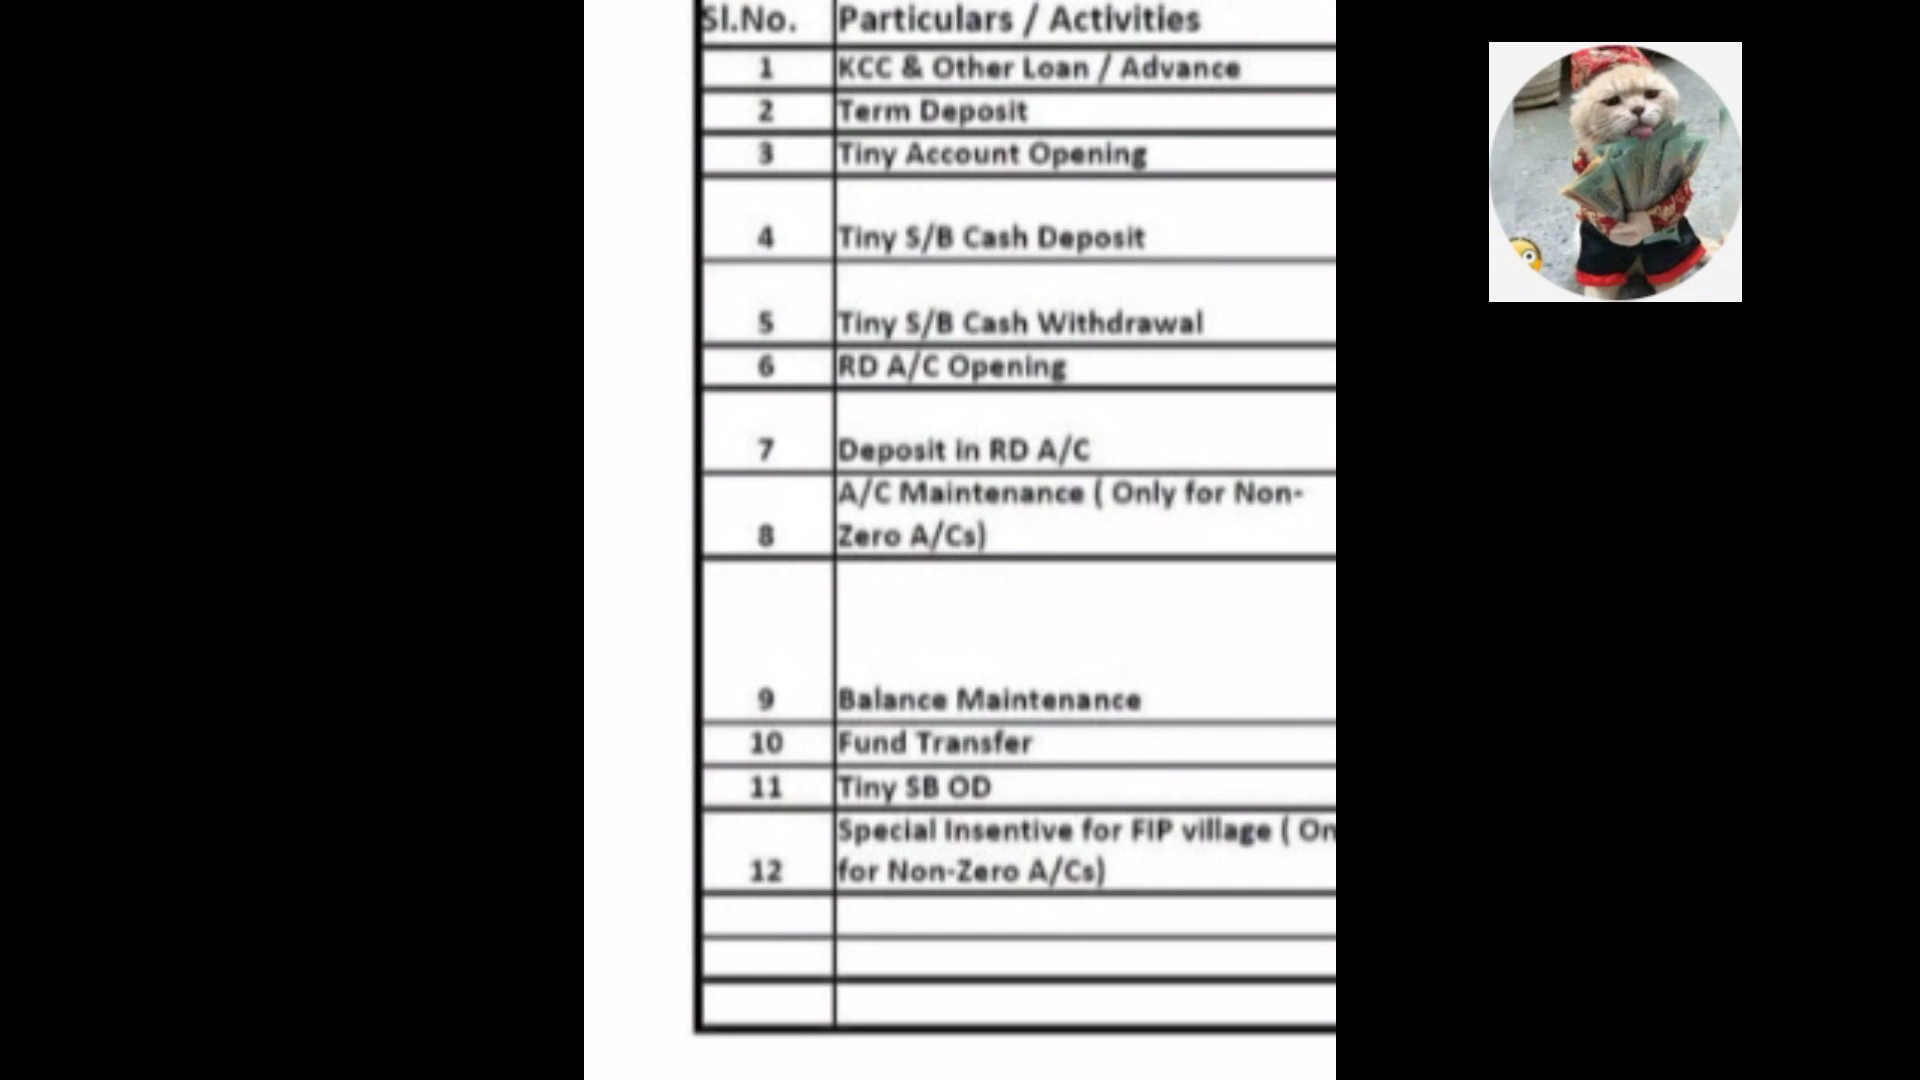 Sl.No. Particulars / Activities
1 KCC & Other Loan / Advance
2 Term Deposit
3 Tiny Account Opening
4 Tiny S/B Cash Deposit
5 Tiny S/B Cash Withdrawal
6 RD A/C Opening
7 Deposit in RD A/C
A/C Maintenance ( Only for Non-
8 Zero A/Cs)
9 Balance Maintenance
10 Fund Transfer
11 Tiny SB OD
Special Insentive for FIP village ( On
12 for Non-Zero A/Cs)